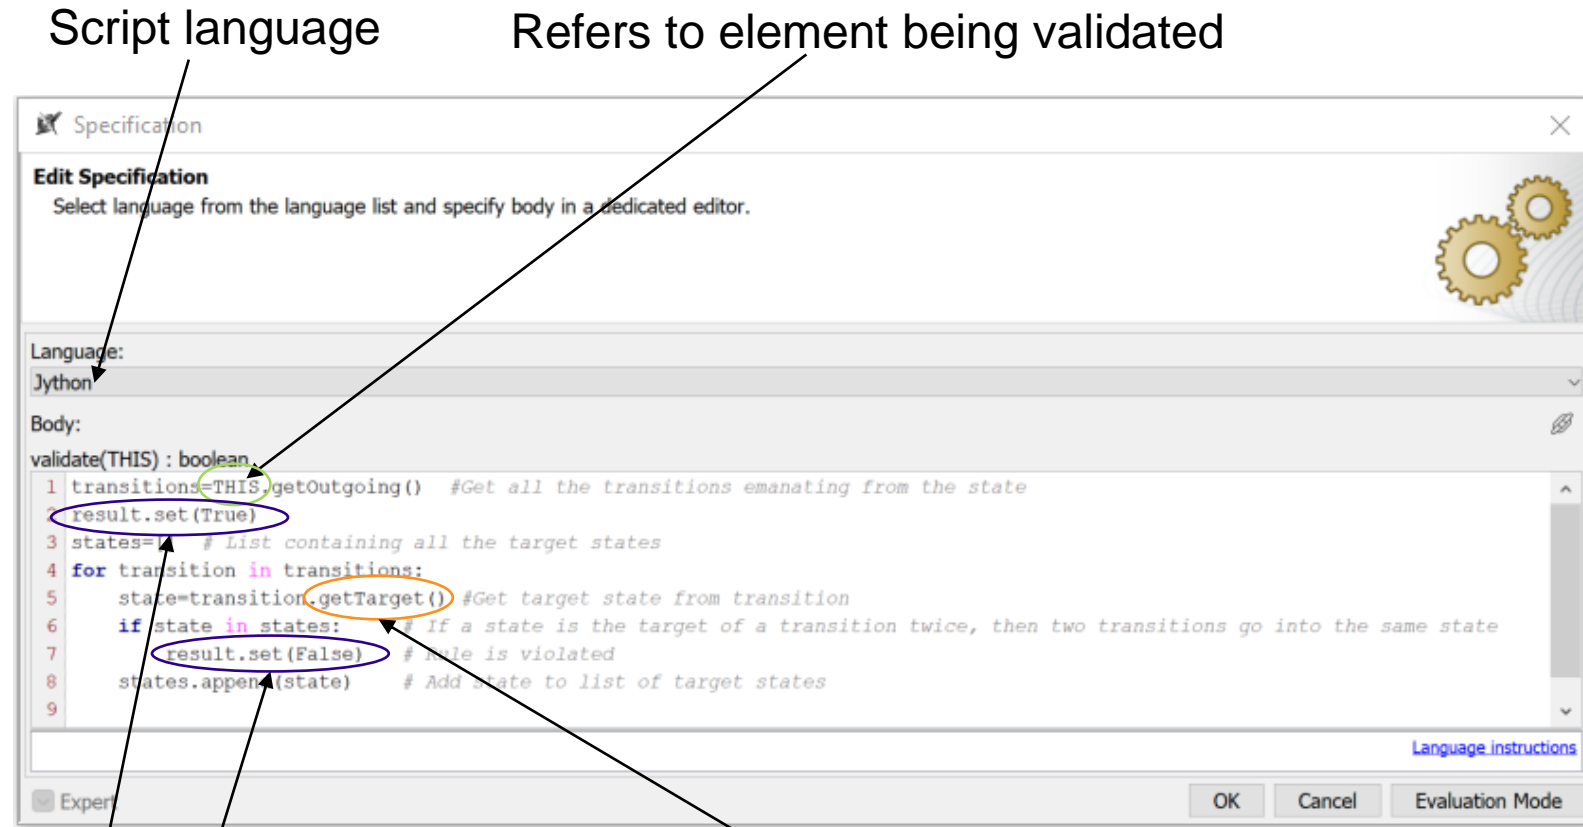 Script language
Refers to element being validated
Specification
Edit Specification
Select language from the language list and specify body in a dedicated editor.
Language:
Jython
Body:
validate(THIS) : boolean
1 transitions=THIS.getOutgoing()  #Get all the transitions emanating from the state
2 result.set(True)
3 states=[   # List containing all the target states
4 for transition in transitions:
5     state=transition.getTarget() #Get target state from transition
6     if state in states:     # If a state is the target of a transition twice, then two transitions go into the same state
7         result.set(False)   # Rule is violated
8     states.append(state)    # Add state to list of target states
9
Language instructions
Expert
OK
Cancel
Evaluation Mode